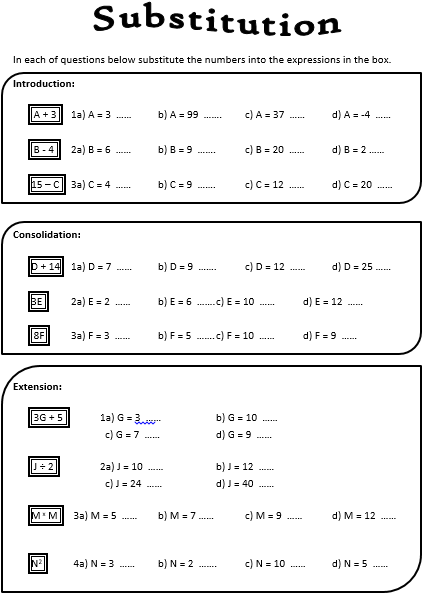 Substitution
In each of questions below substitute the numbers into the expressions in the box.
Introduction:
A + 3 1a) A = 3 ...... b) A = 99 ....... c) A = 37 ...... d) A = -4 ......
B - 4 2a) B = 6 ...... b) B = 9 ....... c) B = 20 ...... d) B = 2 ......
15 – C 3a) C = 4 ...... b) C = 9 ....... c) C = 12 ...... d) C = 20 ......
Consolidation:
D + 14 1a) D = 7 ...... b) D = 9 ....... c) D = 12 ...... d) D = 25 ......
3E 2a) E = 2 ...... b) E = 6 ....... c) E = 10 ...... d) E = 12 ......
8F 3a) F = 3 ...... b) F = 5 ....... c) F = 10 ...... d) F = 9 ......
Extension:
3G + 5 1a) G = 3 ...... b) G = 10 ......
c) G = 7 ...... d) G = 9 ......
J ÷ 2 2a) J = 10 ...... b) J = 12 ......
c) J = 24 ...... d) J = 40 ......
M × M 3a) M = 5 ...... b) M = 7 ....... c) M = 9 ...... d) M = 12 ......
N² 4a) N = 3 ...... b) N = 2 ....... c) N = 10 ...... d) N = 5 ......